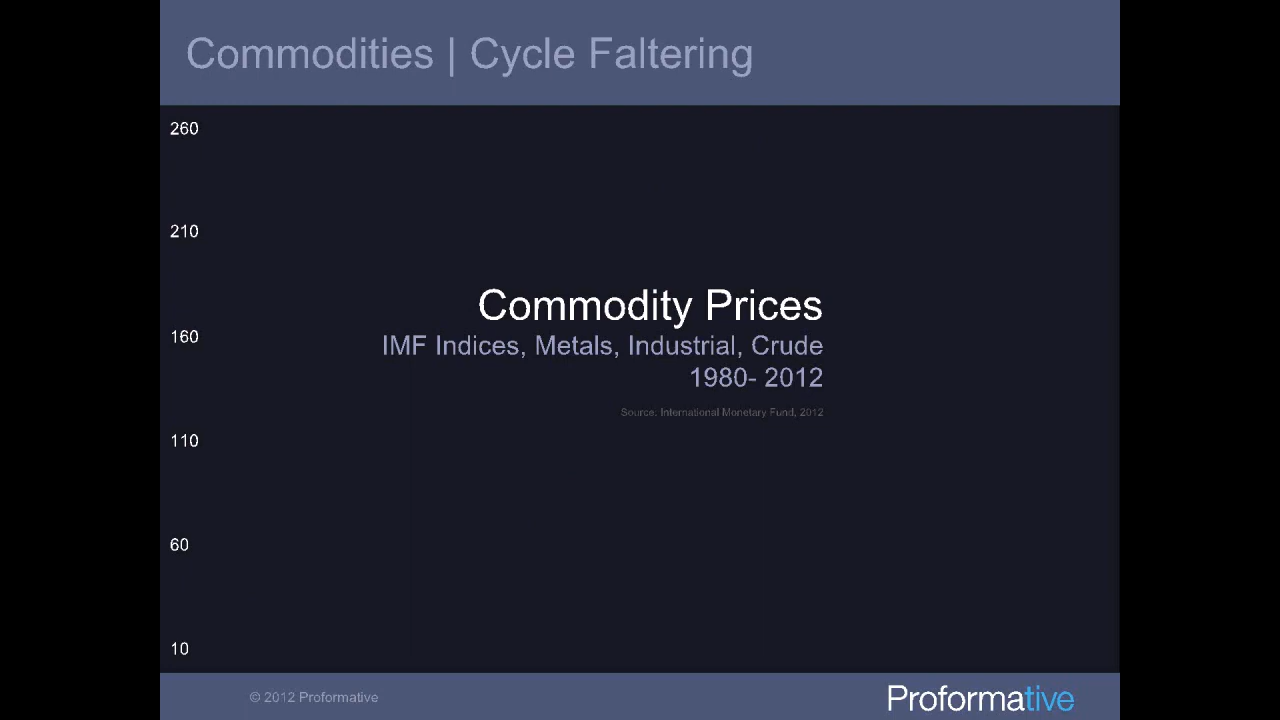 Commodities | Cycle Faltering
260
210
Commodity Prices
160
IMF Indices, Metals, Industrial, Crude
1980- 2012
Source: International Monetary Fund, 2012
110
60
10
© 2012 Proformative
Proformative